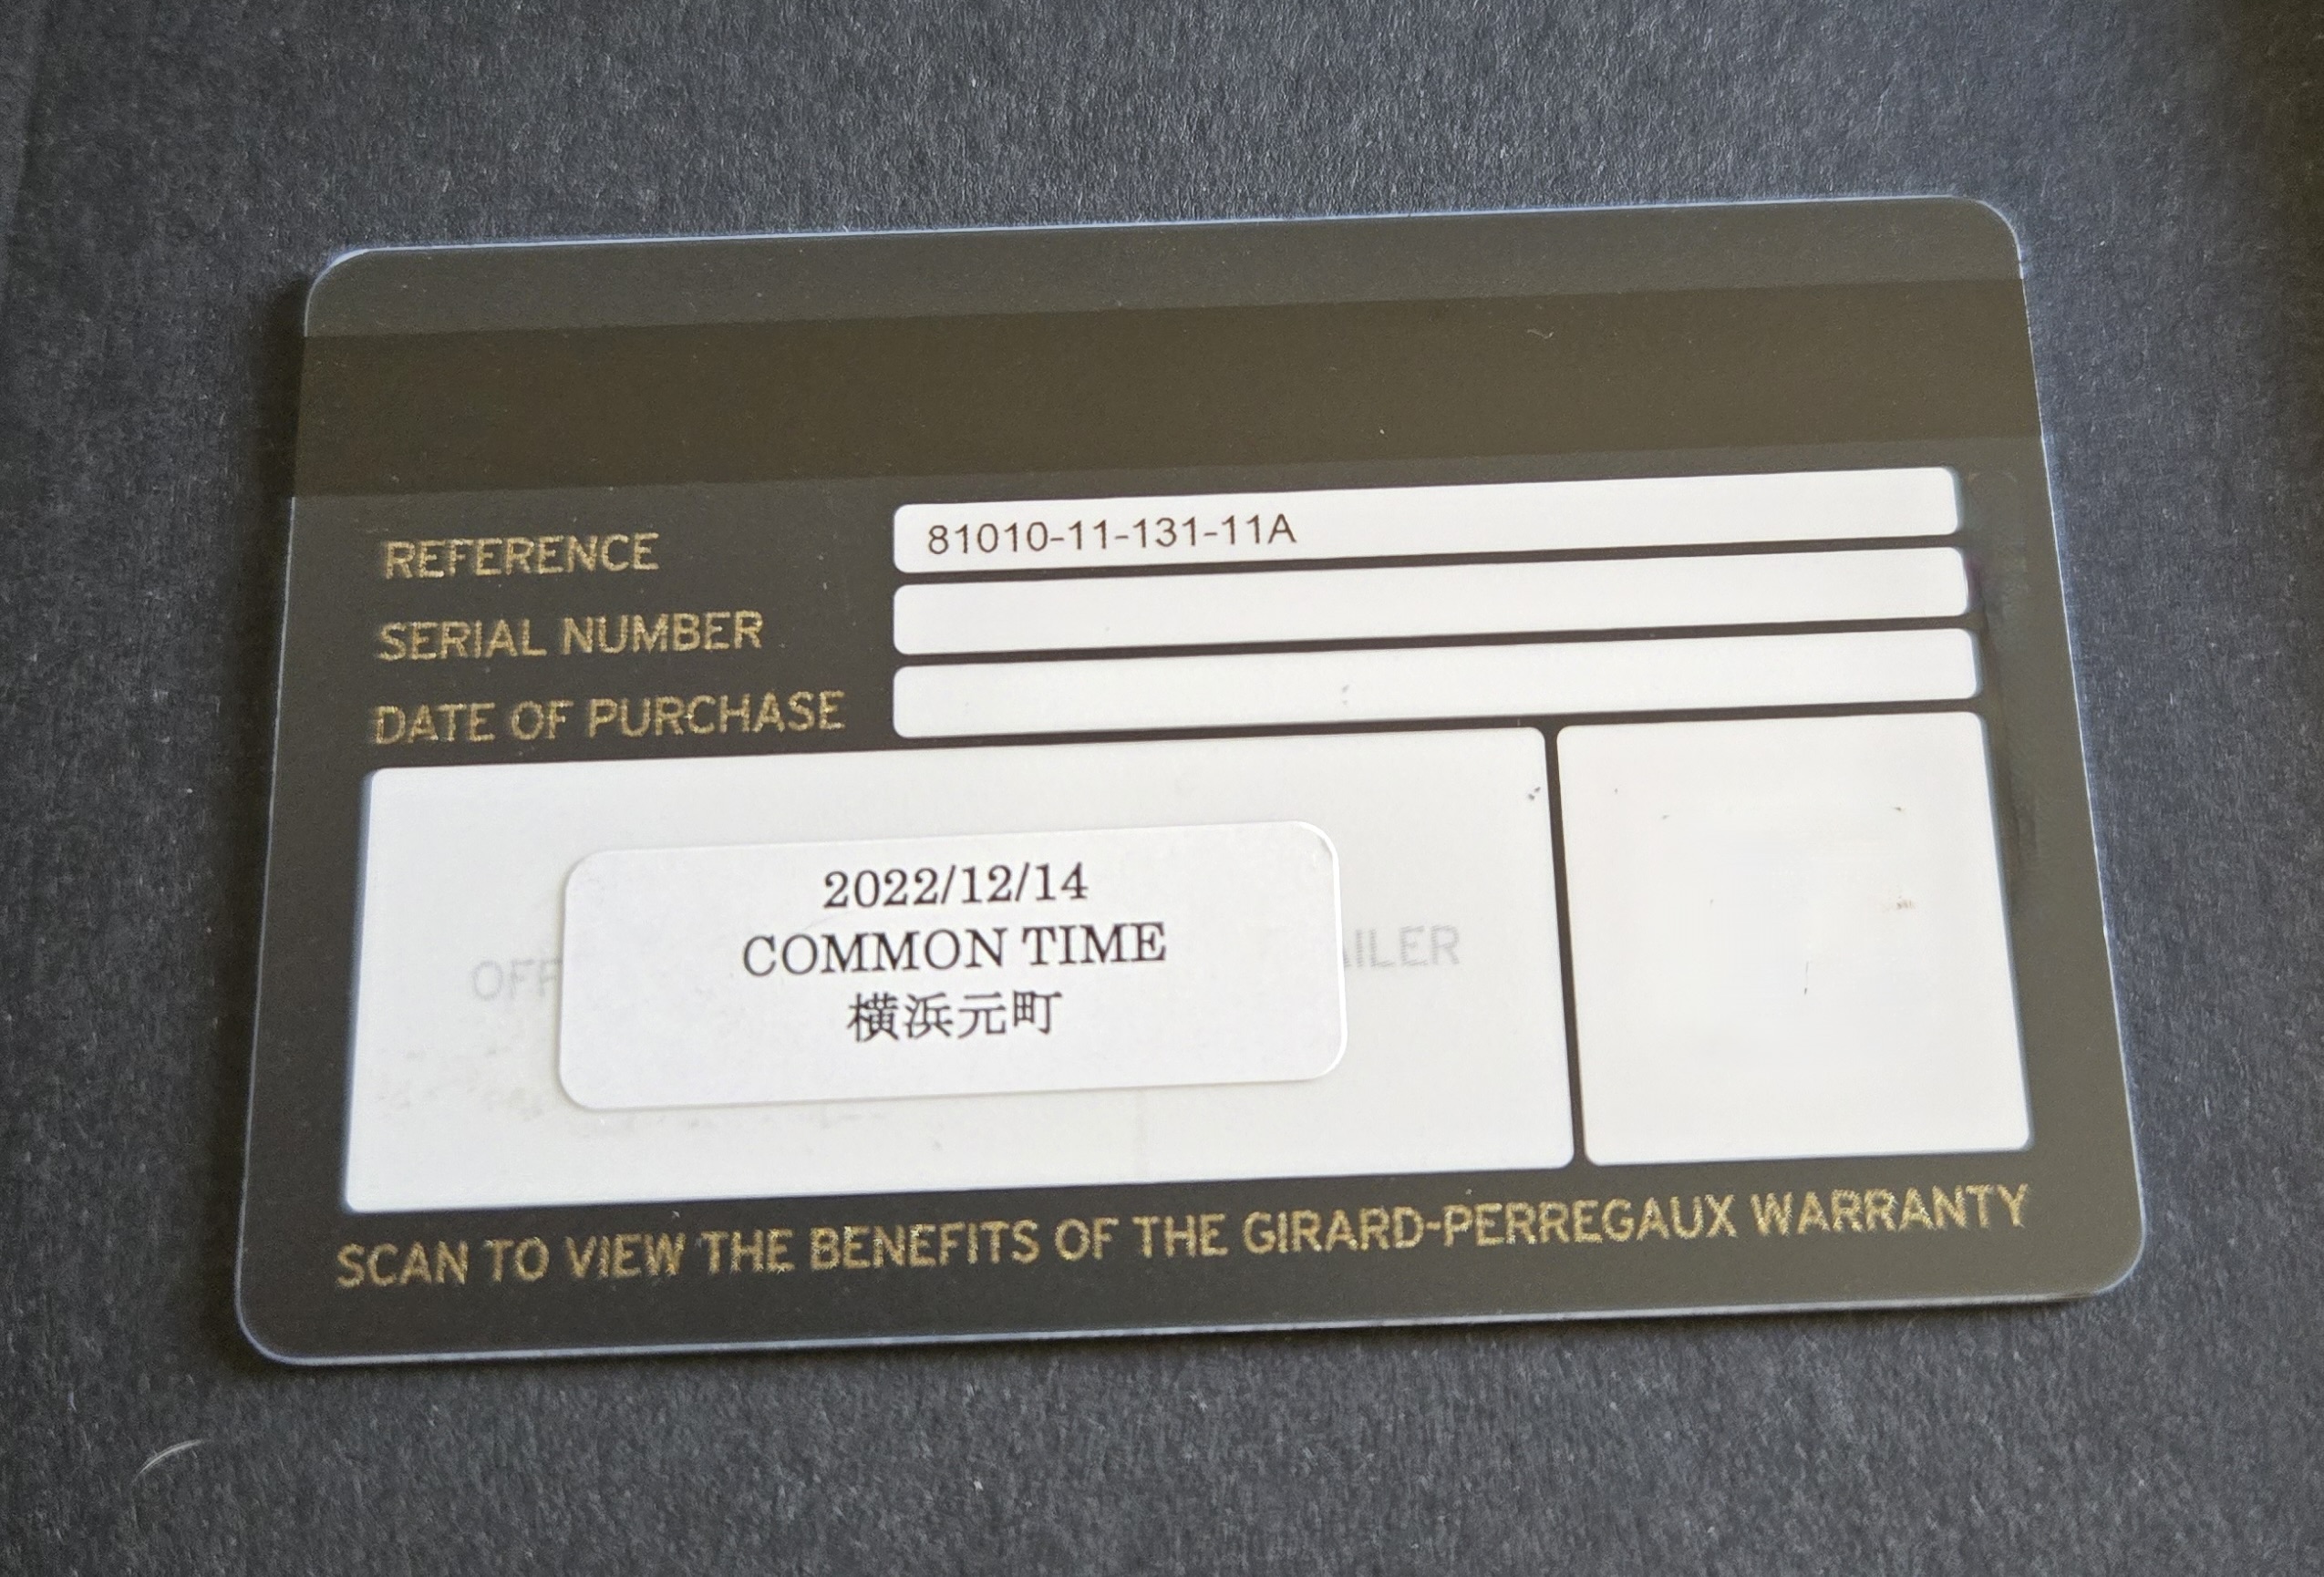 REFERENCE 81010-11-131-11A
SERIAL NUMBER
DATE OF PURCHASE
2022/12/14
COMMON TIME
横浜元町
SCAN TO VIEW THE BENEFITS OF THE GIRARD-PERREGAUX WARRANTY